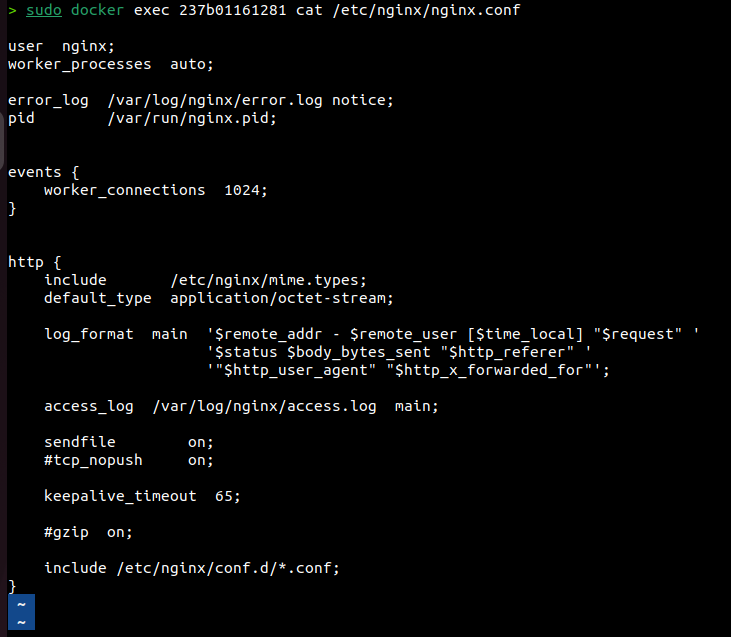 > sudo docker exec 237b01161281 cat /etc/nginx/nginx.conf
user  nginx;
worker_processes  auto;
error_log  /var/log/nginx/error.log notice;
pid        /var/run/nginx.pid;
events {
    worker_connections  1024;
}
http {
    include       /etc/nginx/mime.types;
    default_type  application/octet-stream;
    log_format  main  '$remote_addr - $remote_user [$time_local] "$request" '
                      '$status $body_bytes_sent "$http_referer" '
                      '"$http_user_agent" "$http_x_forwarded_for"';
    access_log  /var/log/nginx/access.log  main;
    sendfile        on;
    #tcp_nopush     on;
    keepalive_timeout  65;
    #gzip  on;
    include /etc/nginx/conf.d/*.conf;
}
~
~